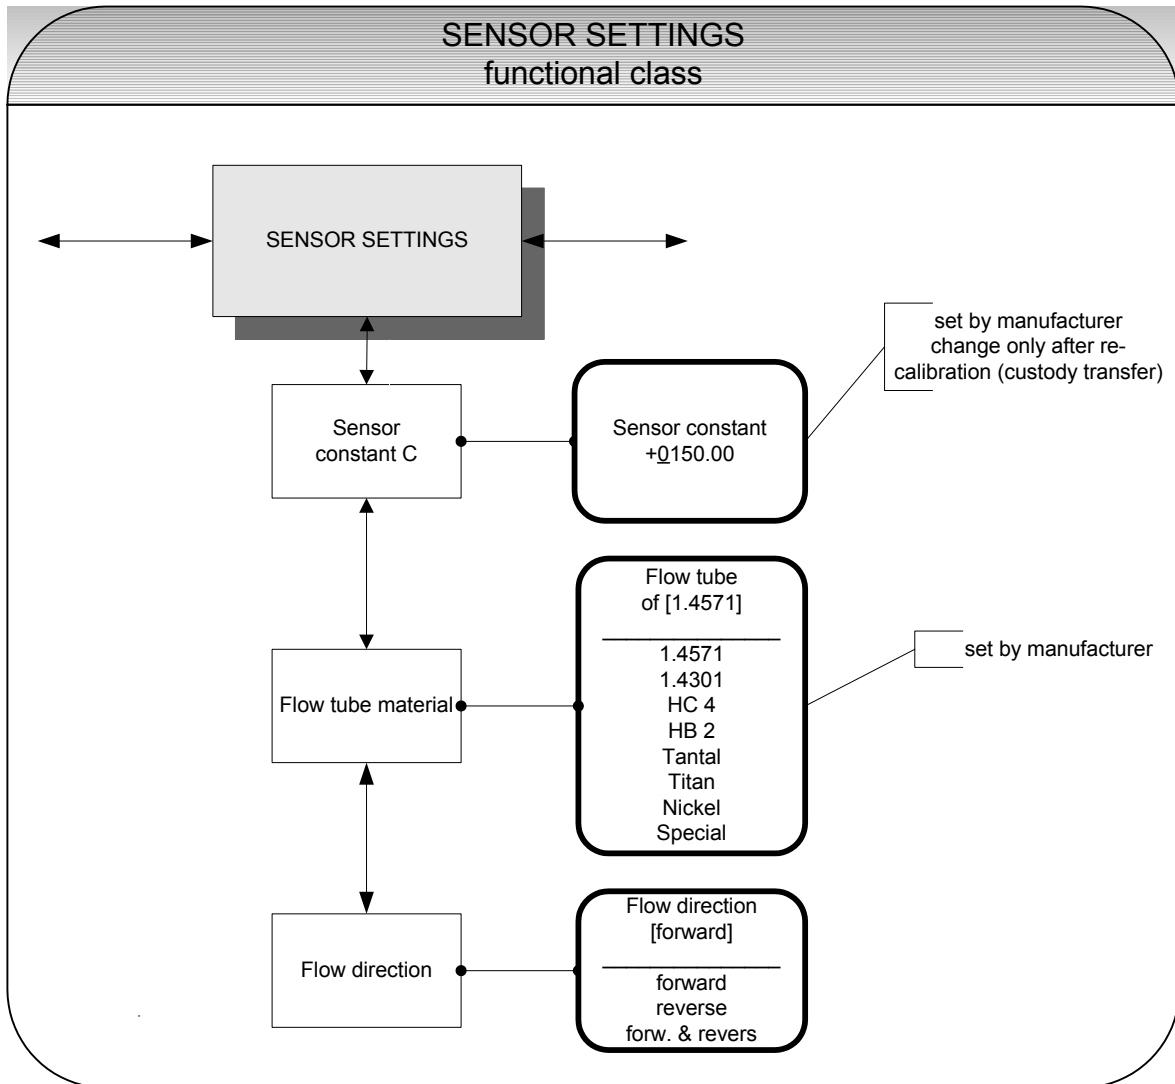 SENSOR SETTINGS
functional class
SENSOR SETTINGS
set by manufacturer
change only after re-
calibration (custody transfer)
Sensor
constant C
Sensor constant
+0150.00
Flow tube
of [1.4571]
1.4571
1.4301
HC 4
HB 2
Tantal
Titan
Nickel
Special
set by manufacturer
Flow tube material
Flow direction
Flow direction
[forward]
forward
reverse
forw. & revers